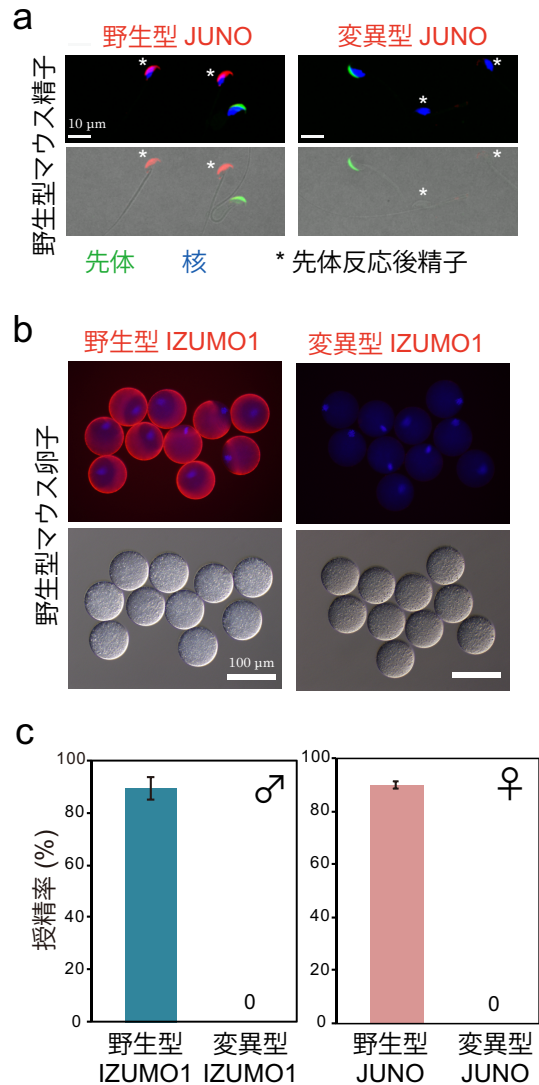 a
野生型 JUNO
変異型 JUNO
野生型マウス精子
*
*
*
*
10 µm
*
*
*
*
先体
核
* 先体反応後精子
b
野生型 IZUMO1
変異型 IZUMO1
野生型マウス卵子
100 µm
c
授精率 (%)
100
80
60
40
20
0
♂
0
野生型
IZUMO1
変異型
IZUMO1
100
80
60
40
20
0
♀
0
野生型
JUNO
変異型
JUNO